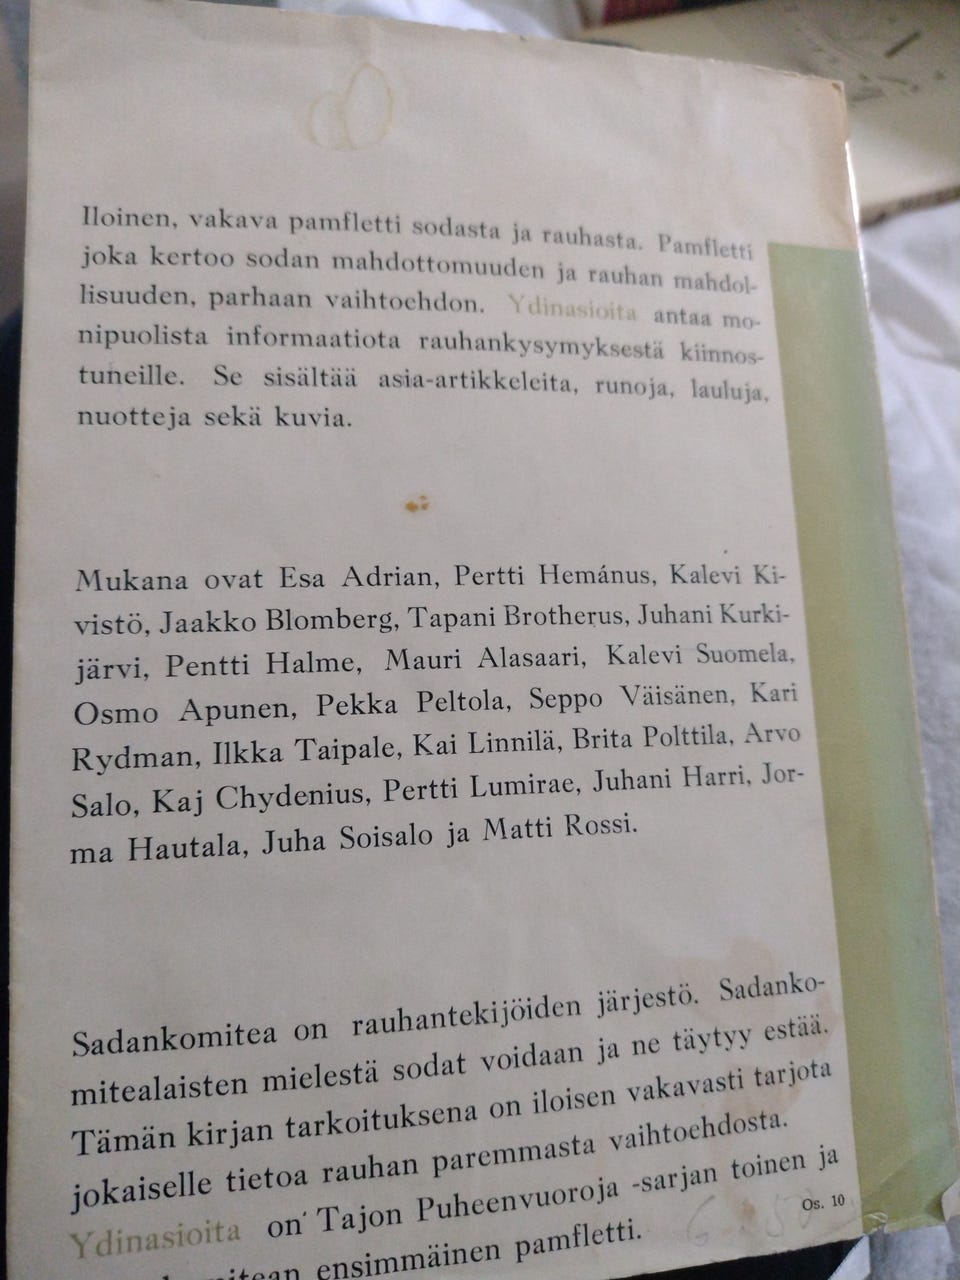 Iloinen, vakava pamfletti sodasta ja rauhasta. Pamfletti
joka kertoo sodan mahdottomuuden ja rauhan mahdol-
lisuuden, parhaan vaihtoehdon. Ydinasioita antaa mo-
nipuolista informaatiota rauhankysymyksestä kiinnos-
tuneille. Se sisältää asia-artikkeleita, runoja, lauluja,
nuotteja sekä kuvia.
Mukana ovat Esa Adrian, Pertti Hemánus, Kalevi Ki-
vistö, Jaakko Blomberg, Tapani Brotherus, Juhani Kurki-
järvi, Pentti Halme, Mauri Alasaari, Kalevi Suomela,
Osmo Apunen, Pekka Peltola, Seppo Väisänen, Kari
Rydman, Ilkka Taipale, Kai Linnilä, Brita Polttila, Arvo
Salo, Kaj Chydenius, Pertti Lumirae, Juhani Harri, Jor-
ma Hautala, Juha Soisalo ja Matti Rossi.
Sadankomitea on rauhantekijöiden järjestö. Sadanko-
mitealaisten mielestä sodat voidaan ja ne täytyy estää.
Tämän kirjan tarkoituksena on iloisen vakavasti tarjota
jokaiselle tietoa rauhan paremmasta vaihtoehdosta.
Ydinasioita on Tajon Puheenvuoroja -sarjan toinen ja
ensimmäinen pamfletti.
Os. 10